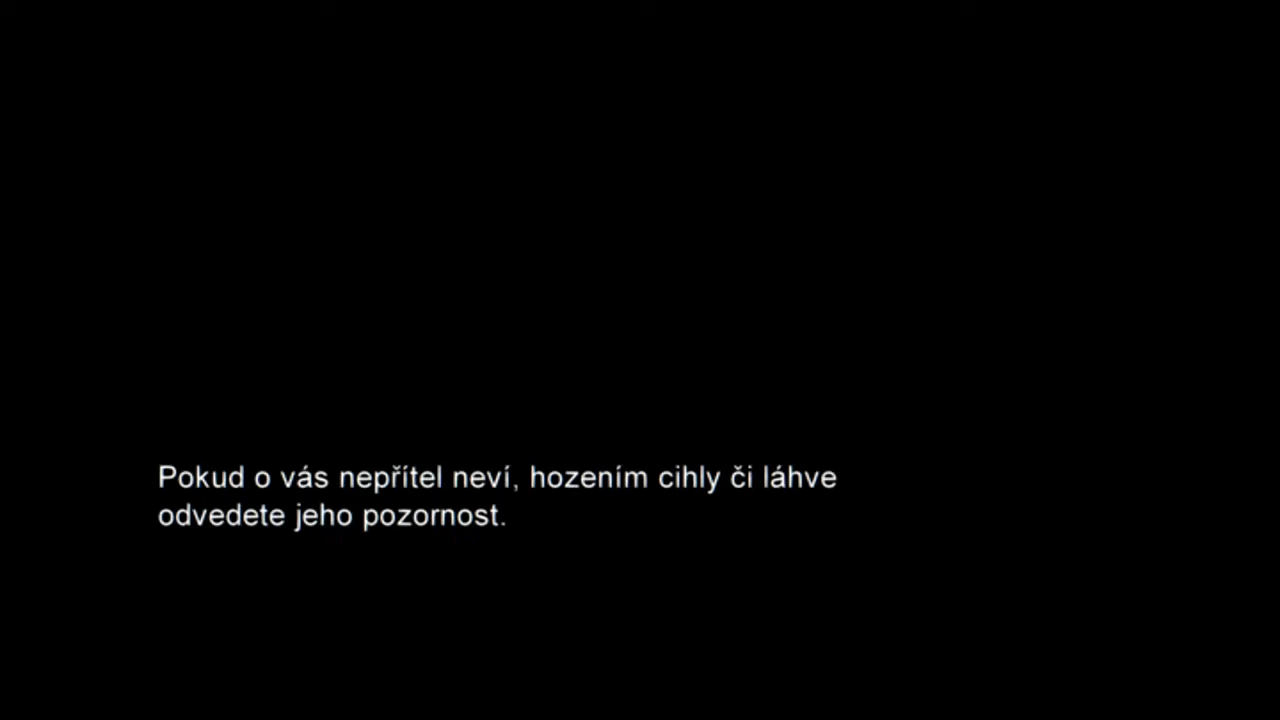 Pokud o vás nepřítel neví, hozením cihly či láhve
odvedete jeho pozornost.